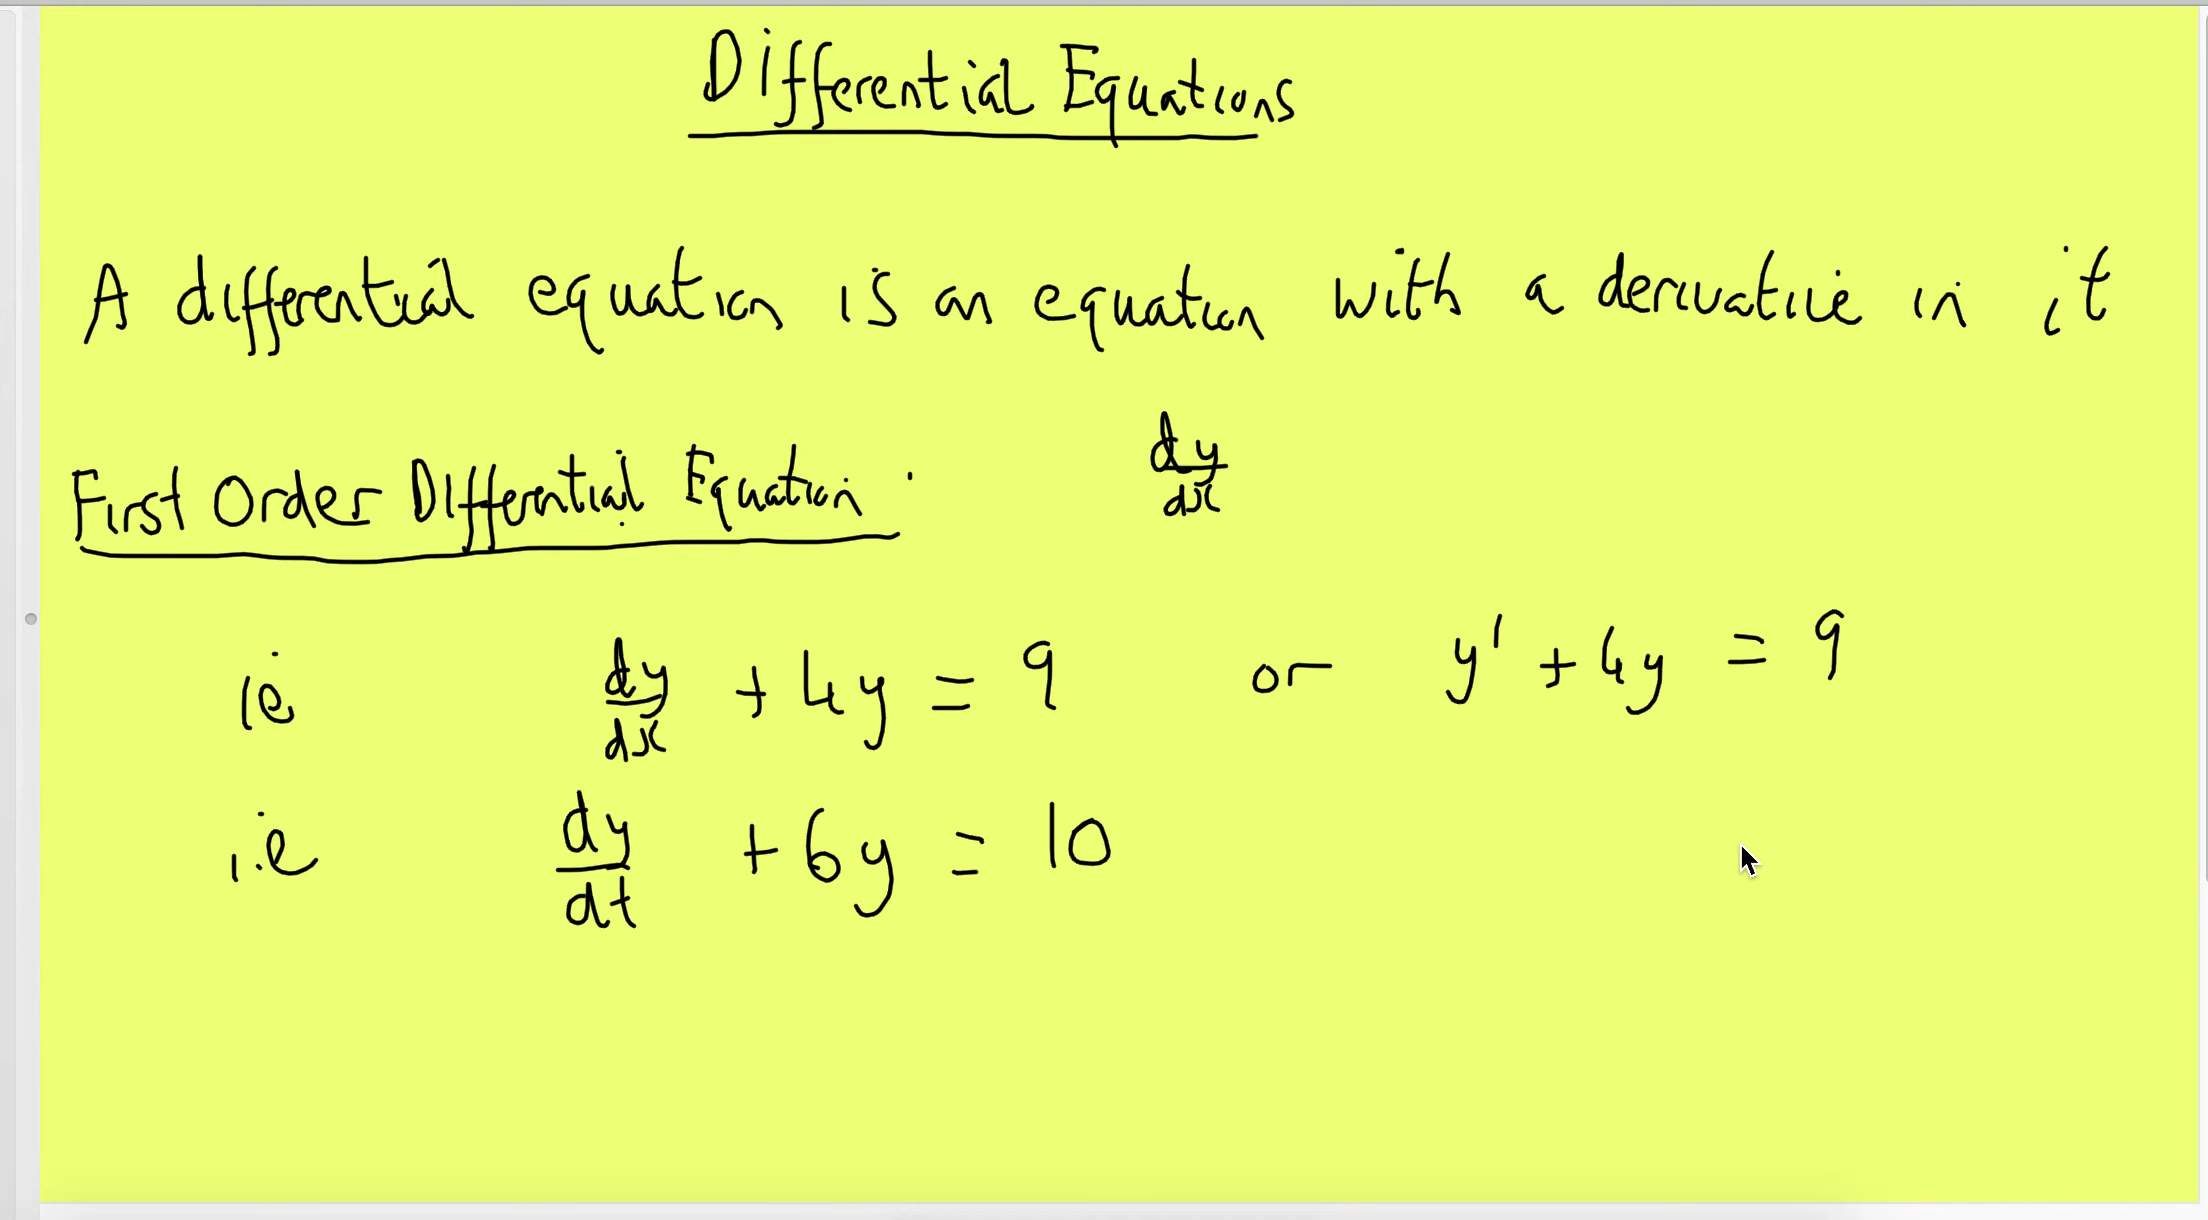 Differential Equations
A differential equation is an equation with a derivative in it
First Order Differential Equation . dy/dx
ie dy/dx + 4y = 9 or y' + 4y = 9
i.e dy/dt + 6y = 10